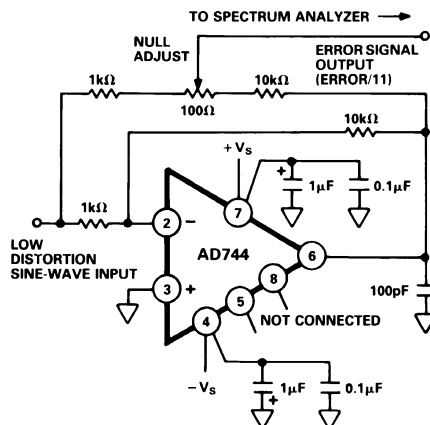 TO SPECTRUM ANALYZER
NULL
ADJUST
ERROR SIGNAL
OUTPUT
(ERROR/11)
1kΩ
100Ω
10kΩ
10kΩ
+VS
+
1μF
0.1μF
1kΩ
2
−
7
LOW
DISTORTION
SINE-WAVE INPUT
AD744
6
3
+
8
5
4
NOT CONNECTED
100pF
−VS
1μF
+
0.1μF